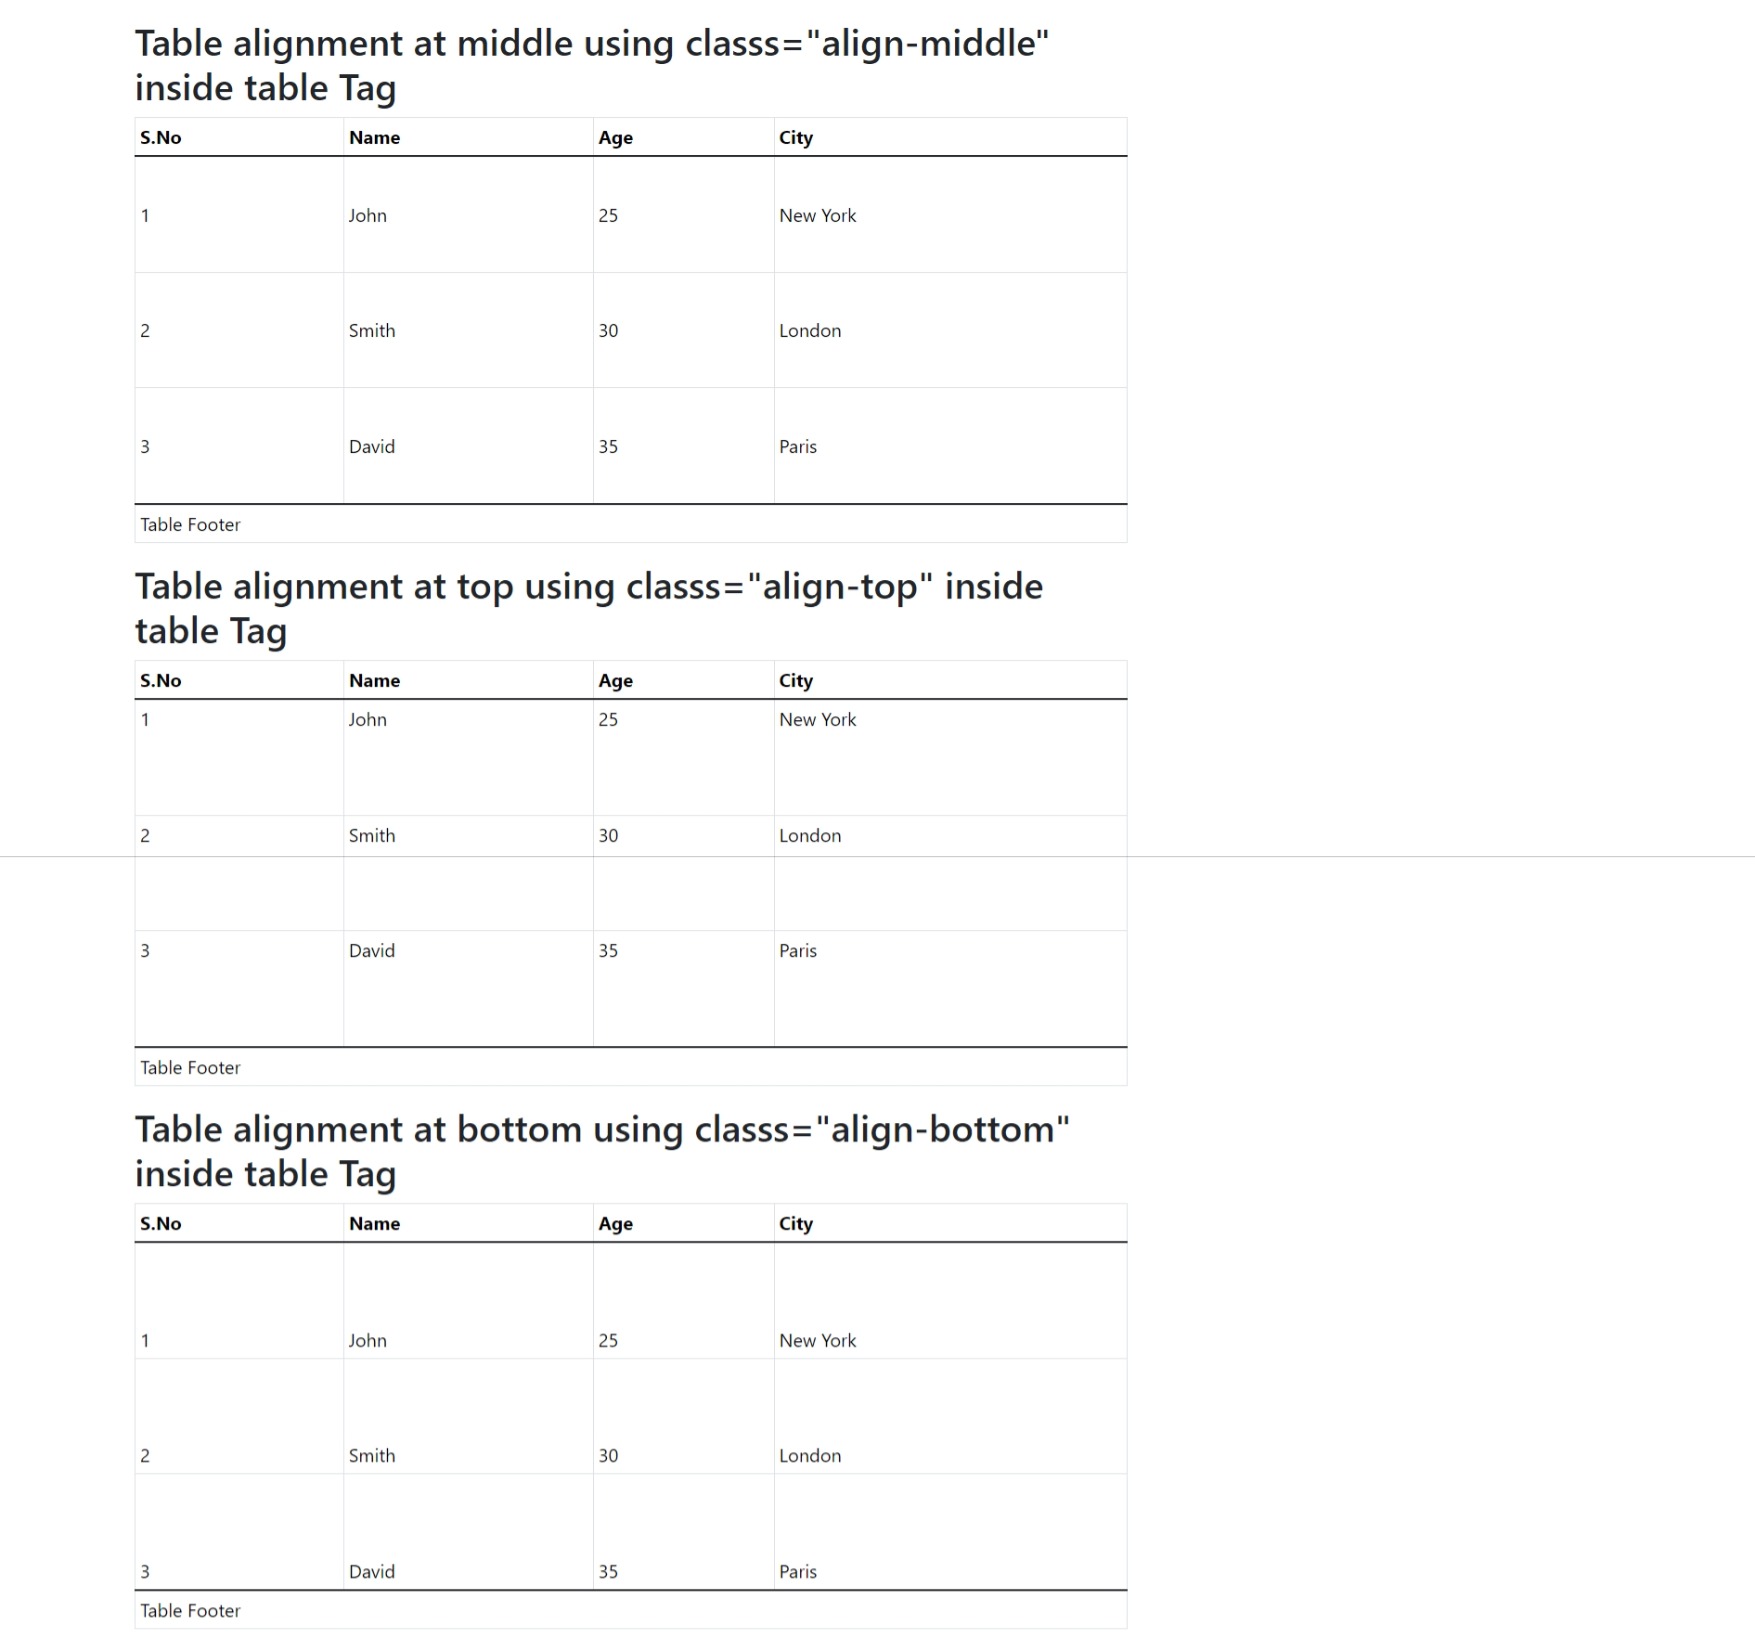 Table alignment at middle using classs="align-middle"
inside table Tag
S.No Name Age City
1 John 25 New York
2 Smith 30 London
3 David 35 Paris
Table Footer
Table alignment at top using classs="align-top" inside
table Tag
S.No Name Age City
1 John 25 New York
2 Smith 30 London
3 David 35 Paris
Table Footer
Table alignment at bottom using classs="align-bottom"
inside table Tag
S.No Name Age City
1 John 25 New York
2 Smith 30 London
3 David 35 Paris
Table Footer